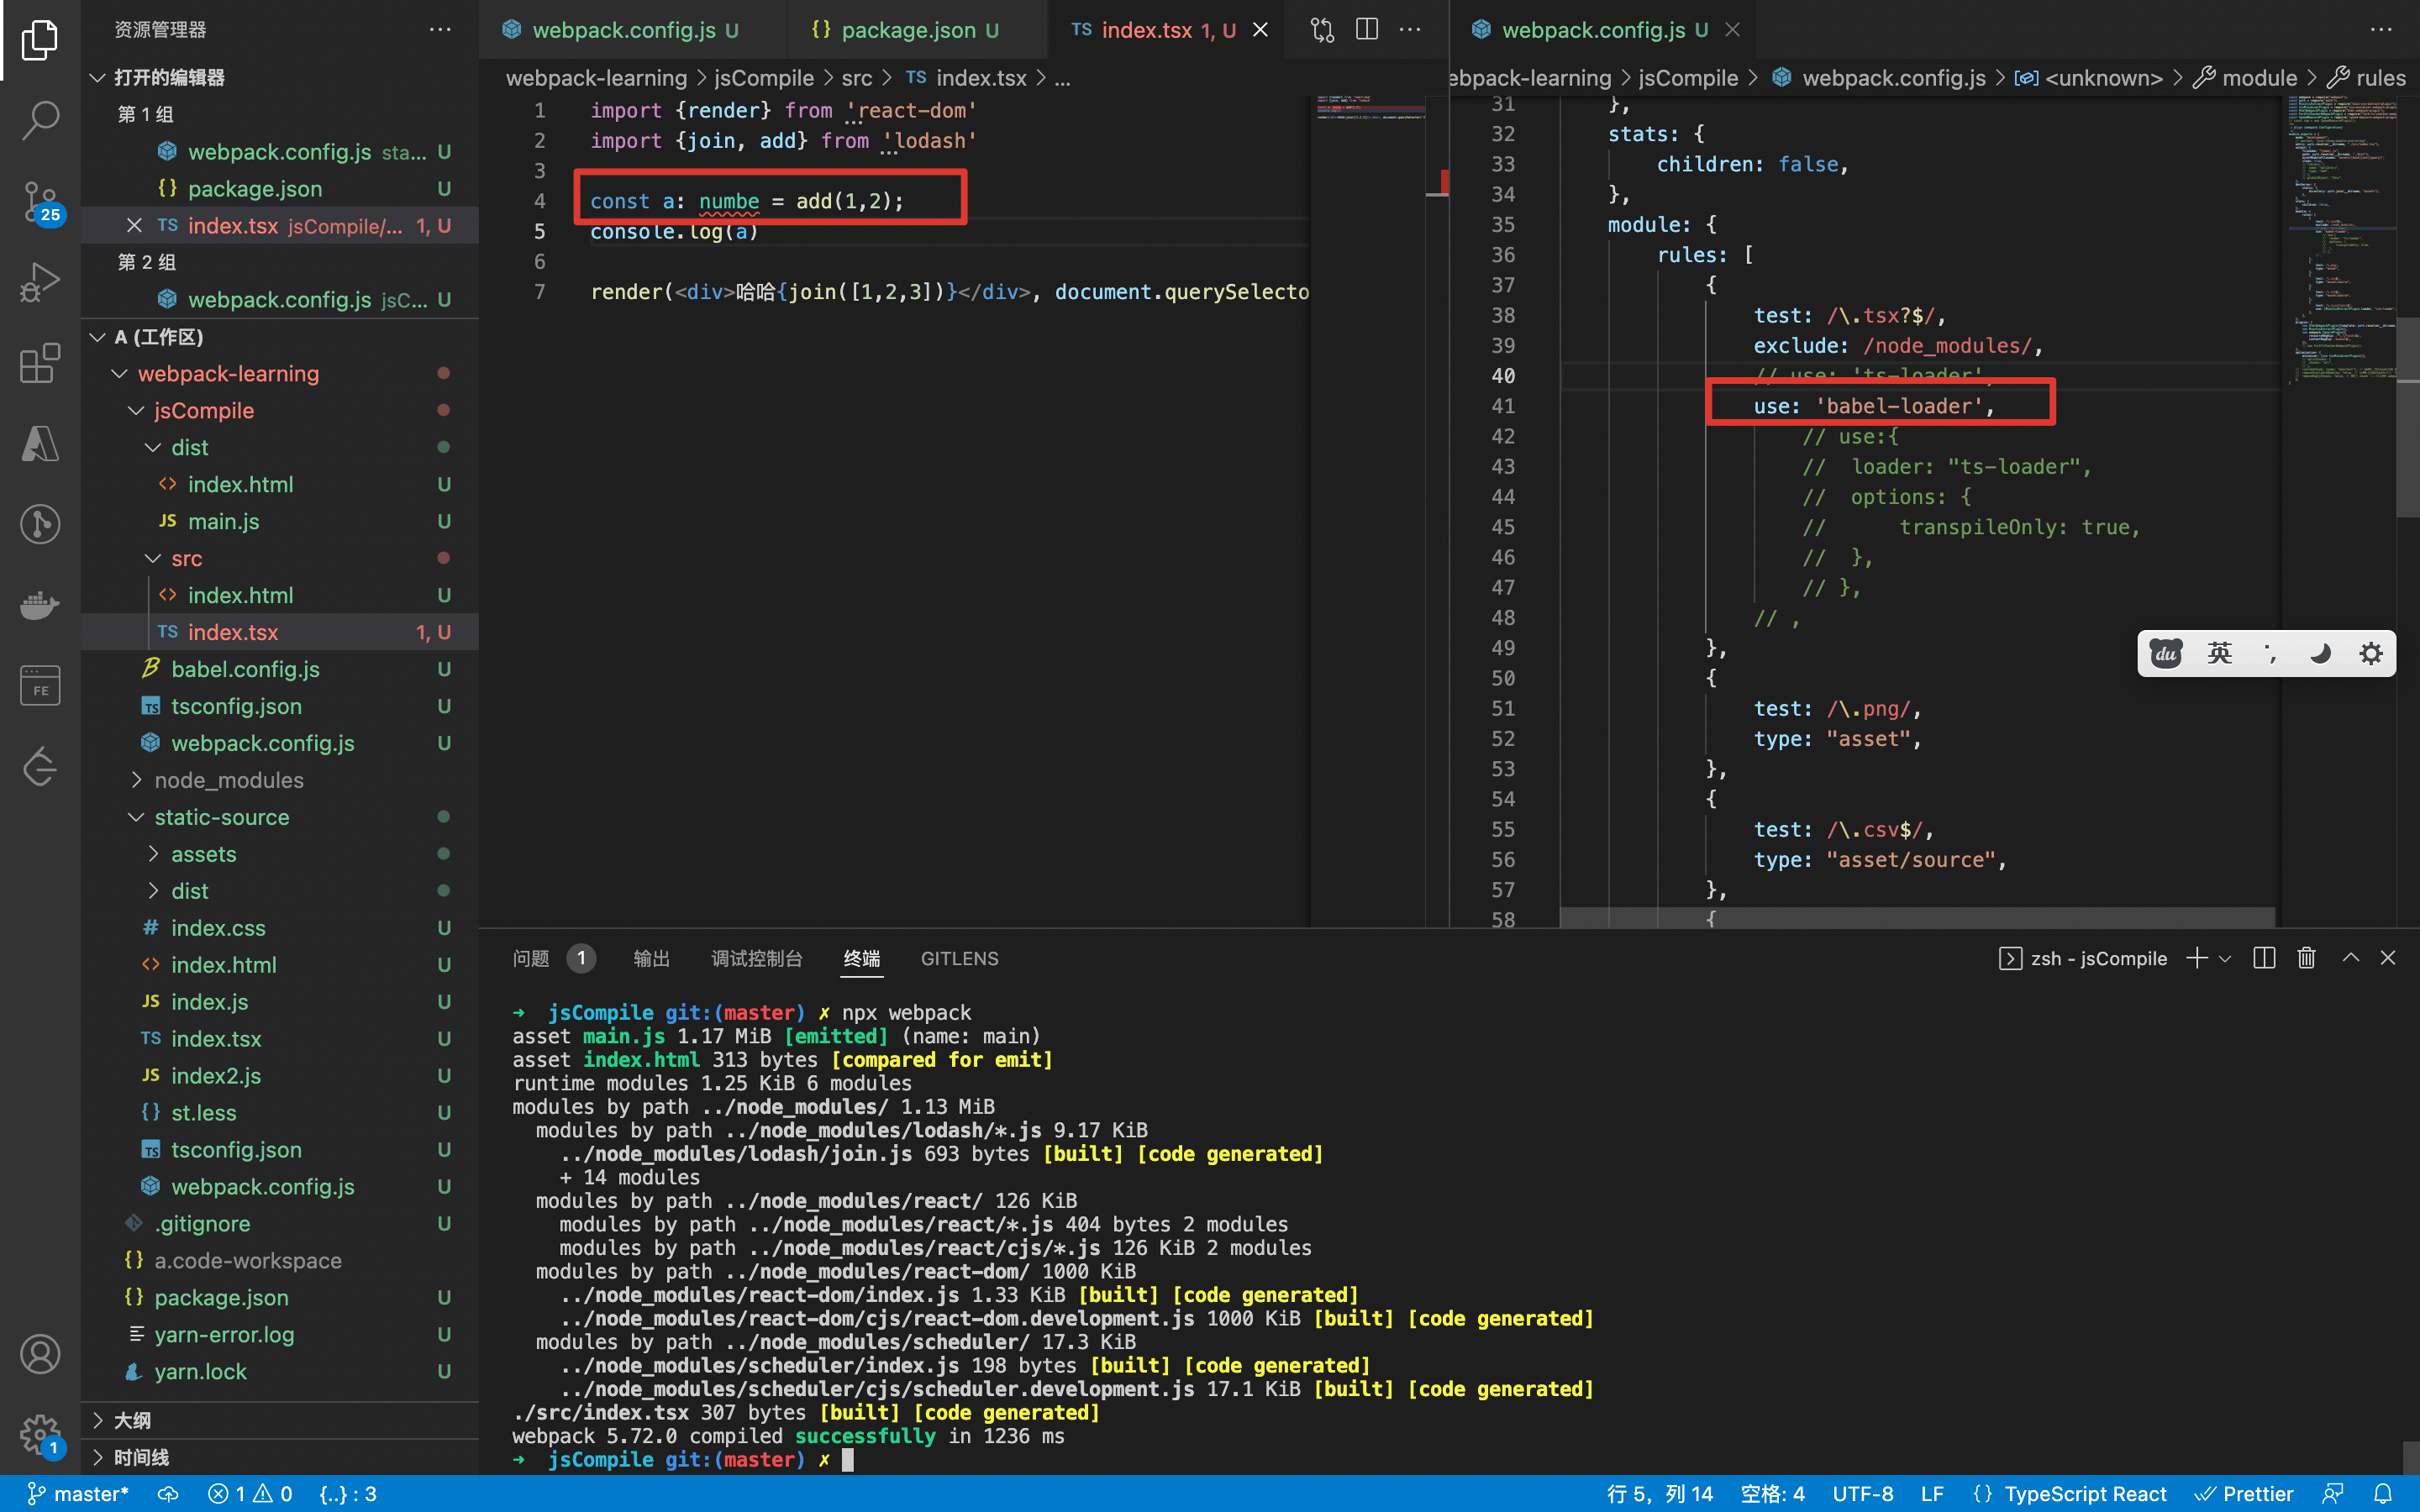 资源管理器
打开的编辑器
第 1 组
webpack.config.js sta... U
package.json U
index.tsx jsCompile/... 1, U
第 2 组
webpack.config.js jsC... U
A (工作区)
webpack-learning
jsCompile
dist
index.html U
main.js U
src
index.html U
index.tsx 1, U
babel.config.js U
tsconfig.json U
webpack.config.js U
node_modules
static-source
assets
dist
index.css U
index.html U
index.js U
index.tsx U
index2.js U
st.less U
tsconfig.json U
webpack.config.js U
.gitignore U
a.code-workspace
package.json U
yarn-error.log U
yarn.lock U
大纲
时间线
25
FE
1
webpack.config.js U
package.json U
TS index.tsx 1, U
webpack-learning > jsCompile > src > TS index.tsx > ...
1 import {render} from 'react-dom'
2 import {join, add} from 'lodash'
3
4 const a: numbe = add(1,2);
5 console.log(a)
6
7 render(<div>哈哈{join([1,2,3])}</div>, document.querySelecto
webpack.config.js U
ebpack-learning > jsCompile > webpack.config.js > <unknown> > module > rules
31 },
32 stats: {
33 children: false,
34 },
35 module: {
36 rules: [
37 {
38 test: /\.tsx?$/,
39 exclude: /node_modules/,
40 // use: 'ts-loader',
41 use: 'babel-loader',
42 // use:{
43 // loader: "ts-loader",
44 // options: {
45 // transpileOnly: true,
46 // },
47 // },
48 // ,
49 },
50 {
51 test: /\.png/,
52 type: "asset",
53 },
54 {
55 test: /\.csv$/,
56 type: "asset/source",
57 },
58 {
du 英
问题 1 输出 调试控制台 终端 GITLENS
zsh - jsCompile
➜ jsCompile git:(master) ✗ npx webpack
asset main.js 1.17 MiB [emitted] (name: main)
asset index.html 313 bytes [compared for emit]
runtime modules 1.25 KiB 6 modules
modules by path ../node_modules/ 1.13 MiB
modules by path ../node_modules/lodash/*.js 9.17 KiB
../node_modules/lodash/join.js 693 bytes [built] [code generated]
+ 14 modules
modules by path ../node_modules/react/ 126 KiB
modules by path ../node_modules/react/*.js 404 bytes 2 modules
modules by path ../node_modules/react/cjs/*.js 126 KiB 2 modules
modules by path ../node_modules/react-dom/ 1000 KiB
../node_modules/react-dom/index.js 1.33 KiB [built] [code generated]
../node_modules/react-dom/cjs/react-dom.development.js 1000 KiB [built] [code generated]
modules by path ../node_modules/scheduler/ 17.3 KiB
../node_modules/scheduler/index.js 198 bytes [built] [code generated]
../node_modules/scheduler/cjs/scheduler.development.js 17.1 KiB [built] [code generated]
./src/index.tsx 307 bytes [built] [code generated]
webpack 5.72.0 compiled successfully in 1236 ms
➜ jsCompile git:(master) ✗
master* 1 0 {..} : 3
行 5，列 14 空格: 4 UTF-8 LF {} TypeScript React Prettier